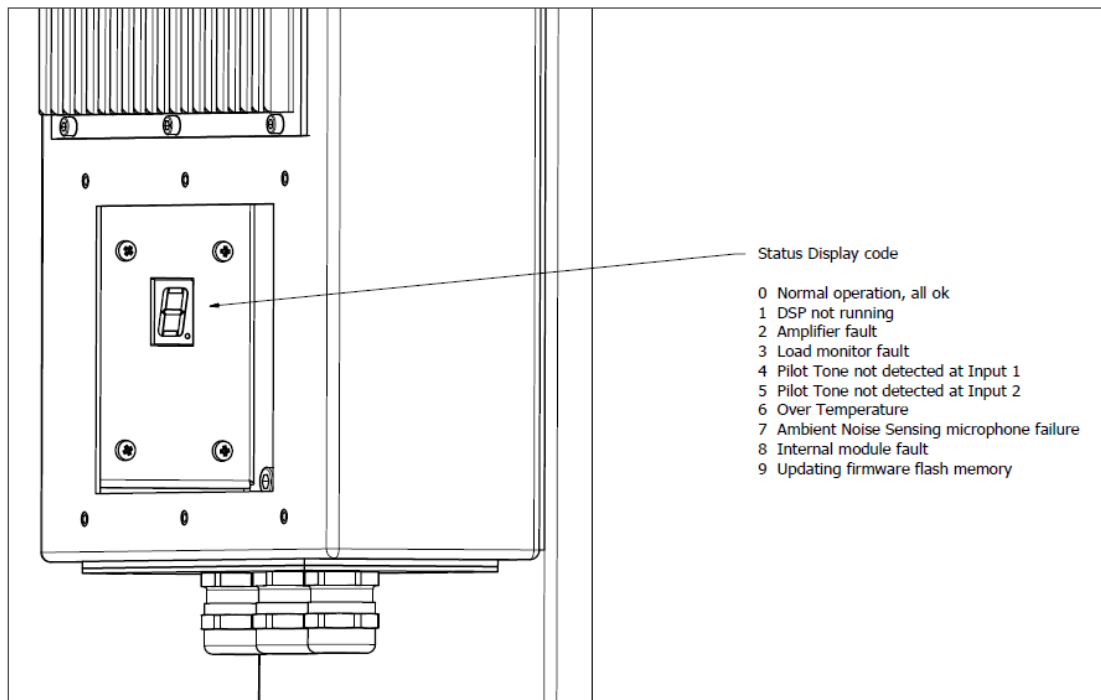 Status Display code
0 Normal operation, all ok
1 DSP not running
2 Amplifier fault
3 Load monitor fault
4 Pilot Tone not detected at Input 1
5 Pilot Tone not detected at Input 2
6 Over Temperature
7 Ambient Noise Sensing microphone failure
8 Internal module fault
9 Updating firmware flash memory